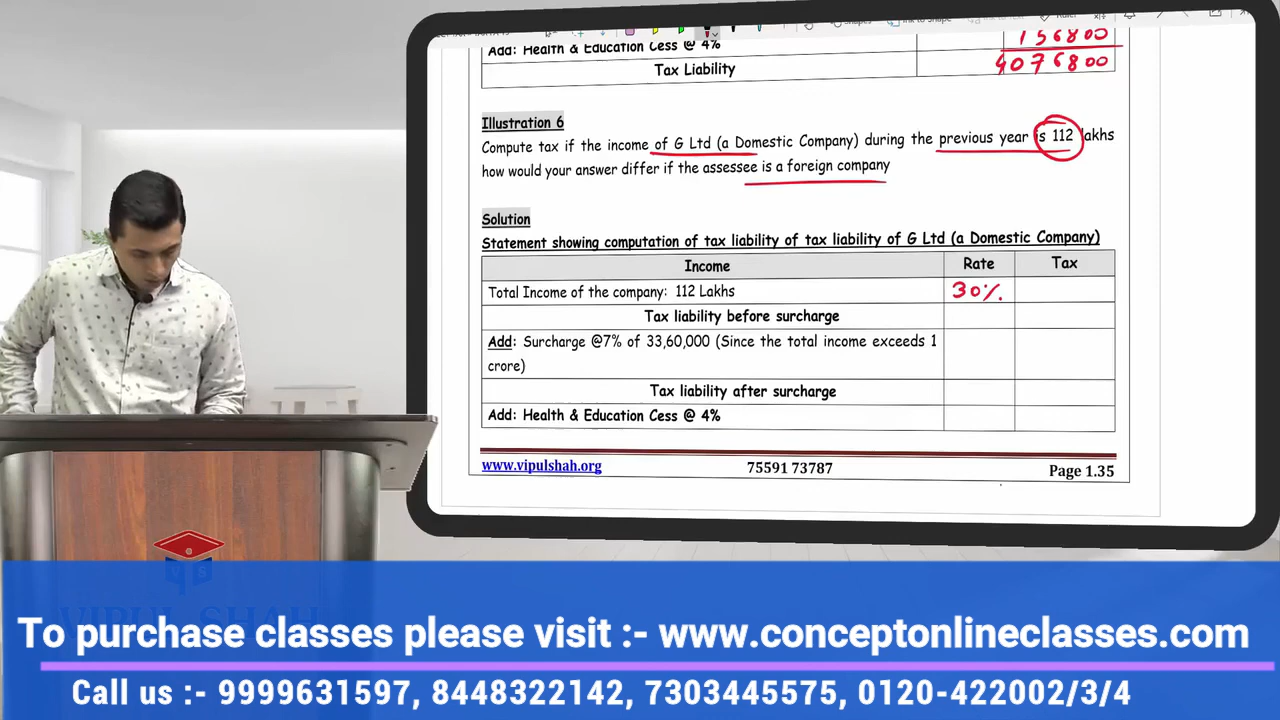 Add: Health & Education Cess @ 4%
156800
Tax Liability
4076800
Illustration 6
Compute tax if the income of G Ltd (a Domestic Company) during the previous year is 112 lakhs
how would your answer differ if the assessee is a foreign company
Solution
Statement showing computation of tax liability of tax liability of G Ltd (a Domestic Company)
Income Rate Tax
Total Income of the company: 112 Lakhs 30%
Tax liability before surcharge
Add: Surcharge @7% of 33,60,000 (Since the total income exceeds 1
crore)
Tax liability after surcharge
Add: Health & Education Cess @ 4%
www.vipulshah.org 75591 73787 Page 1.35
VS
VIPUL SHAH
To purchase classes please visit :- www.conceptonlineclasses.com
Call us :- 9999631597, 8448322142, 7303445575, 0120-422002/3/4